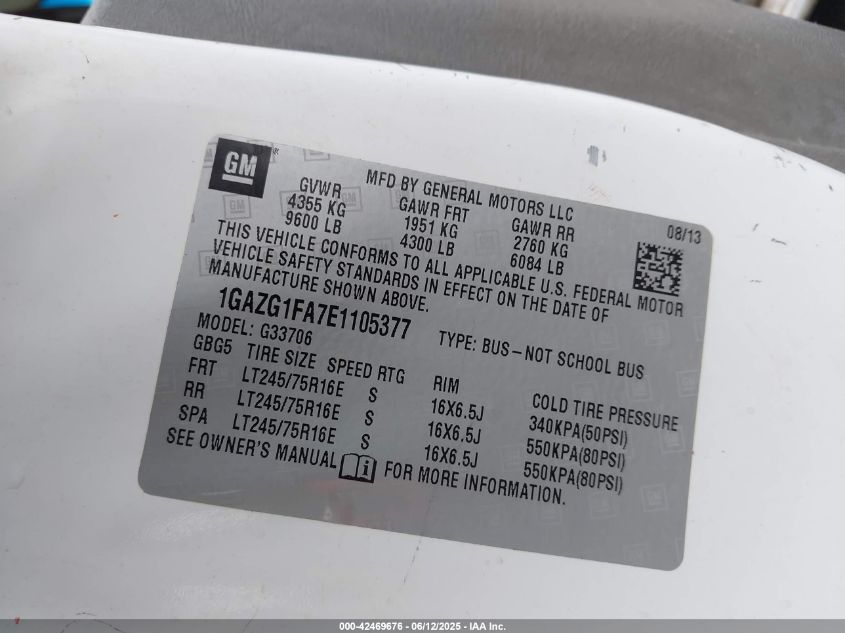 GM
MFD BY GENERAL MOTORS LLC 08/13
GVWR GAWR FRT GAWR RR
4355 KG 1951 KG 2760 KG
9600 LB 4300 LB 6084 LB
THIS VEHICLE CONFORMS TO ALL APPLICABLE U.S. FEDERAL MOTOR
VEHICLE SAFETY STANDARDS IN EFFECT ON THE DATE OF
MANUFACTURE SHOWN ABOVE.
1GAZG1FA7E1105377 TYPE: BUS–NOT SCHOOL BUS
MODEL: G33706
GBG5 TIRE SIZE SPEED RTG RIM COLD TIRE PRESSURE
FRT LT245/75R16E S 16X6.5J 340KPA(50PSI)
RR LT245/75R16E S 16X6.5J 550KPA(80PSI)
SPA LT245/75R16E S 16X6.5J 550KPA(80PSI)
SEE OWNER'S MANUAL i FOR MORE INFORMATION.
000-42469676 - 06/12/2025 - IAA Inc.